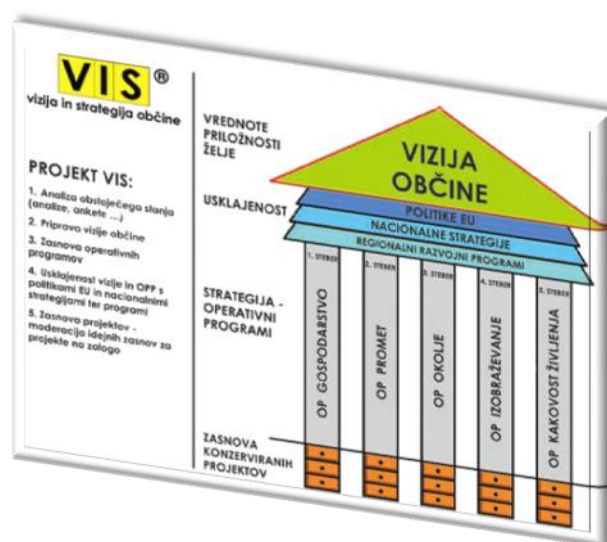 VIS®
vizija in strategija občine
PROJEKT VIS:
1. Analiza obstoječega stanja
(analize, ankete ...)
2. Priprava vizije občine
3. Zasnova operativnih
programov
4. Usklajenost vizije in OPP s
politikami EU in nacionalnimi
strategijami ter programi
5. Zasnova projektov -
moderacija idejnih zasnov za
projekte na zalogo
VREDNOTE
PRILOŽNOSTI
ŽELJE
USKLAJENOST
STRATEGIJA -
OPERATIVNI
PROGRAMI
ZASNOVA
KONZERVIRANIH
PROJEKTOV
VIZIJA
OBČINE
POLITIKE EU
NACIONALNE STRATEGIJE
REGIONALNI RAZVOJNI PROGRAMI
1. STEBER
OP GOSPODARSTVO
2. STEBER
OP PROMET
3. STEBER
OP OKOLJE
4. STEBER
OP IZOBRAŽEVANJE
5. STEBER
OP KAKOVOST ŽIVLJENJA